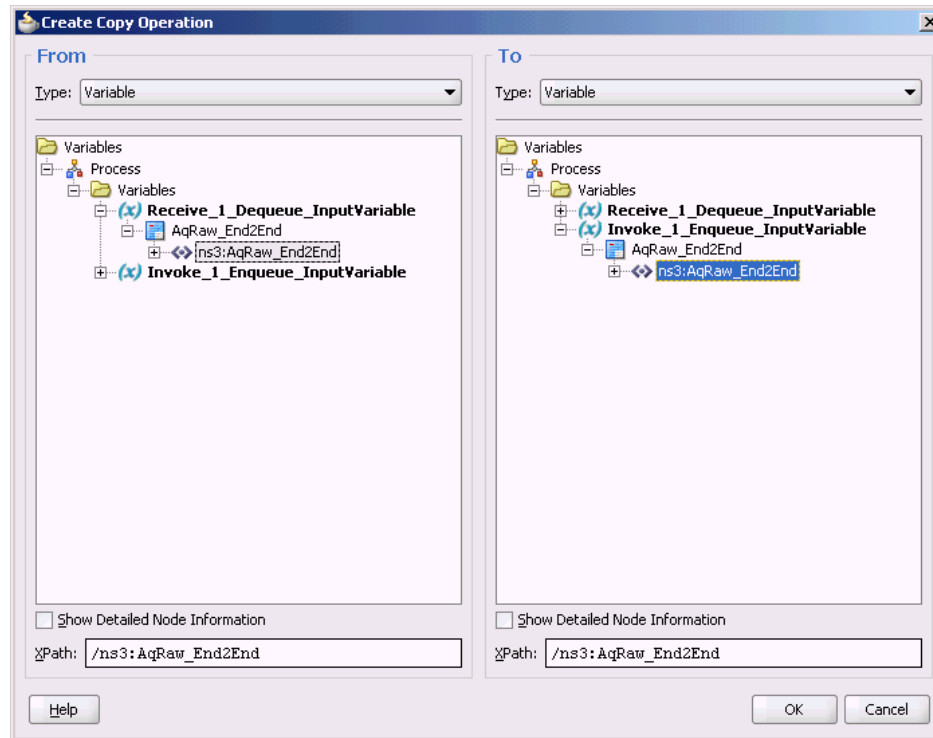 Create Copy Operation
From
Type: Variable
Variables
Process
Variables
Receive_1_Dequeue_InputVariable
AqRaw_End2End
ns3:AqRaw_End2End
Invoke_1_Enqueue_InputVariable
Show Detailed Node Information
XPath: /ns3:AqRaw_End2End
To
Type: Variable
Variables
Process
Variables
Receive_1_Dequeue_InputVariable
Invoke_1_Enqueue_InputVariable
AqRaw_End2End
ns3:AqRaw_End2End
Show Detailed Node Information
XPath: /ns3:AqRaw_End2End
Help
OK
Cancel